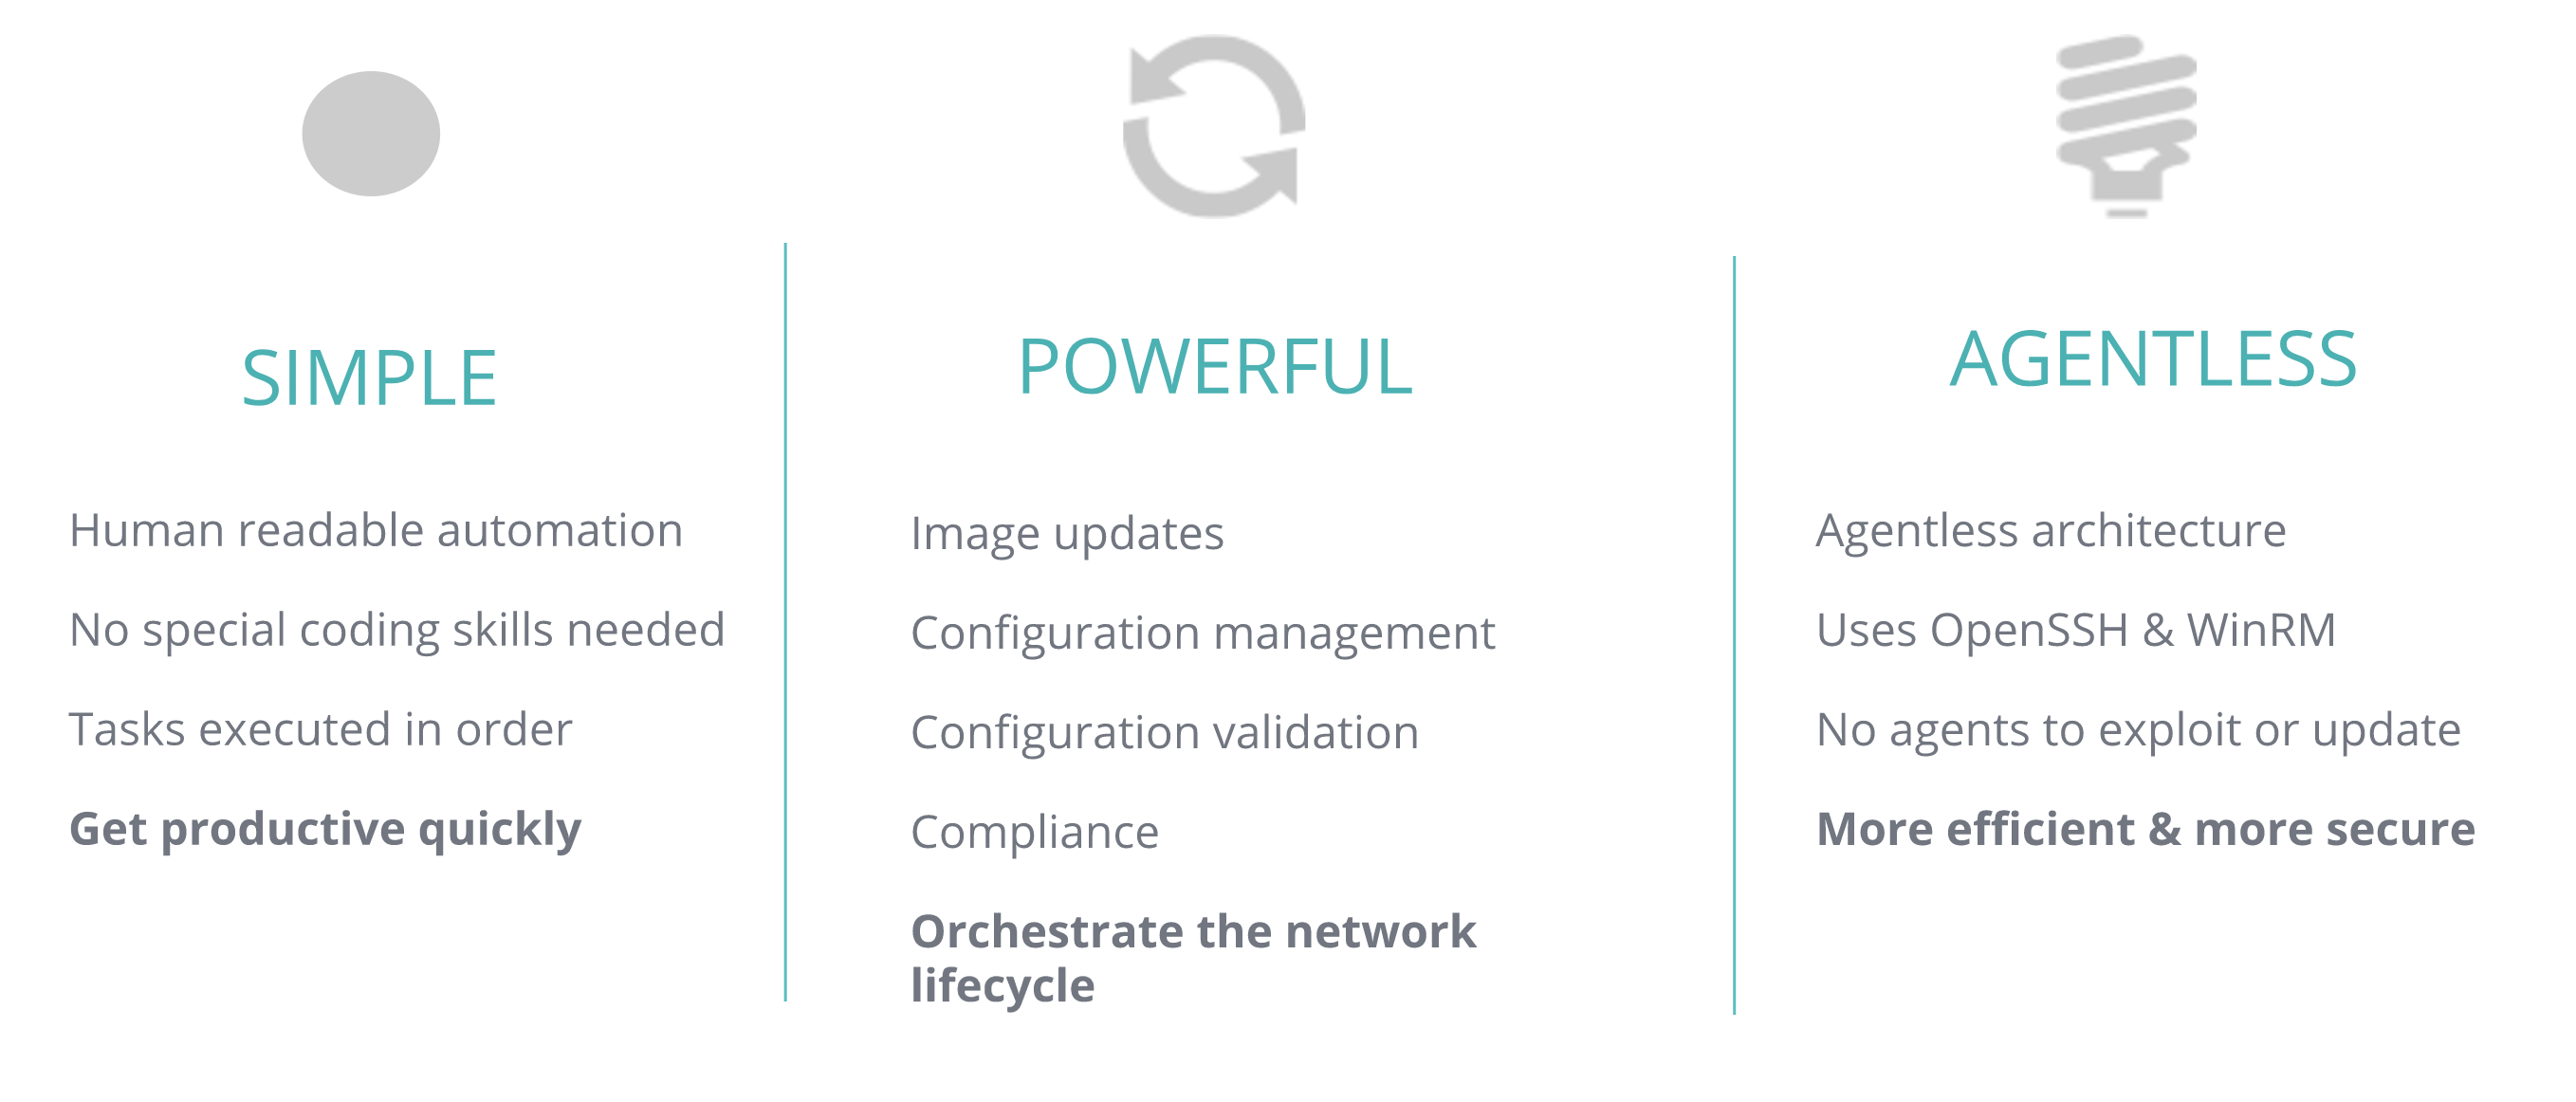 SIMPLE
Human readable automation
No special coding skills needed
Tasks executed in order
Get productive quickly
POWERFUL
Image updates
Configuration management
Configuration validation
Compliance
Orchestrate the network
lifecycle
AGENTLESS
Agentless architecture
Uses OpenSSH & WinRM
No agents to exploit or update
More efficient & more secure